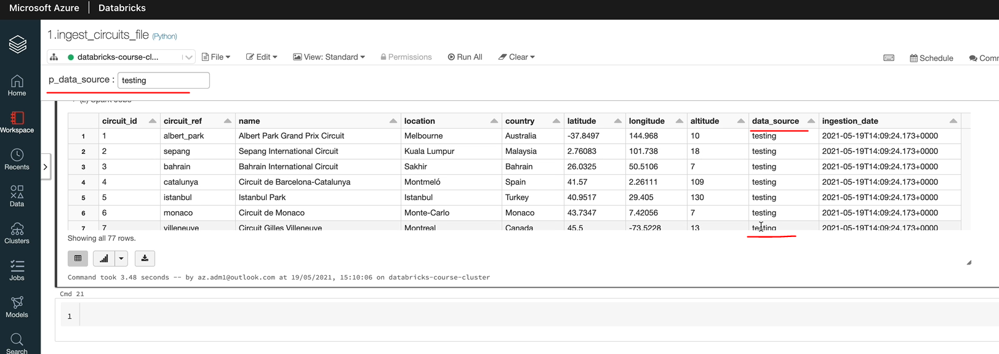 Microsoft Azure | Databricks
1.ingest_circuits_file (Python)
databricks-course-cl... File Edit View: Standard Permissions Run All Clear Schedule Comm
p_data_source : testing
(2) Spark Jobs
circuit_id circuit_ref name location country latitude longitude altitude data_source ingestion_date
1 1 albert_park Albert Park Grand Prix Circuit Melbourne Australia -37.8497 144.968 10 testing 2021-05-19T14:09:24.173+0000
2 2 sepang Sepang International Circuit Kuala Lumpur Malaysia 2.76083 101.738 18 testing 2021-05-19T14:09:24.173+0000
3 3 bahrain Bahrain International Circuit Sakhir Bahrain 26.0325 50.5106 7 testing 2021-05-19T14:09:24.173+0000
4 4 catalunya Circuit de Barcelona-Catalunya Montmeló Spain 41.57 2.26111 109 testing 2021-05-19T14:09:24.173+0000
5 5 istanbul Istanbul Park Istanbul Turkey 40.9517 29.405 130 testing 2021-05-19T14:09:24.173+0000
6 6 monaco Circuit de Monaco Monte-Carlo Monaco 43.7347 7.42056 7 testing 2021-05-19T14:09:24.173+0000
7 7 villeneuve Circuit Gilles Villeneuve Montreal Canada 45.5 -73.5228 13 testing 2021-05-19T14:09:24.173+0000
Showing all 77 rows.
Command took 3.48 seconds -- by az.adm1@outlook.com at 19/05/2021, 15:10:06 on databricks-course-cluster
Cmd 21
1
Home
Workspace
Recents
Data
Clusters
Jobs
Models
Search